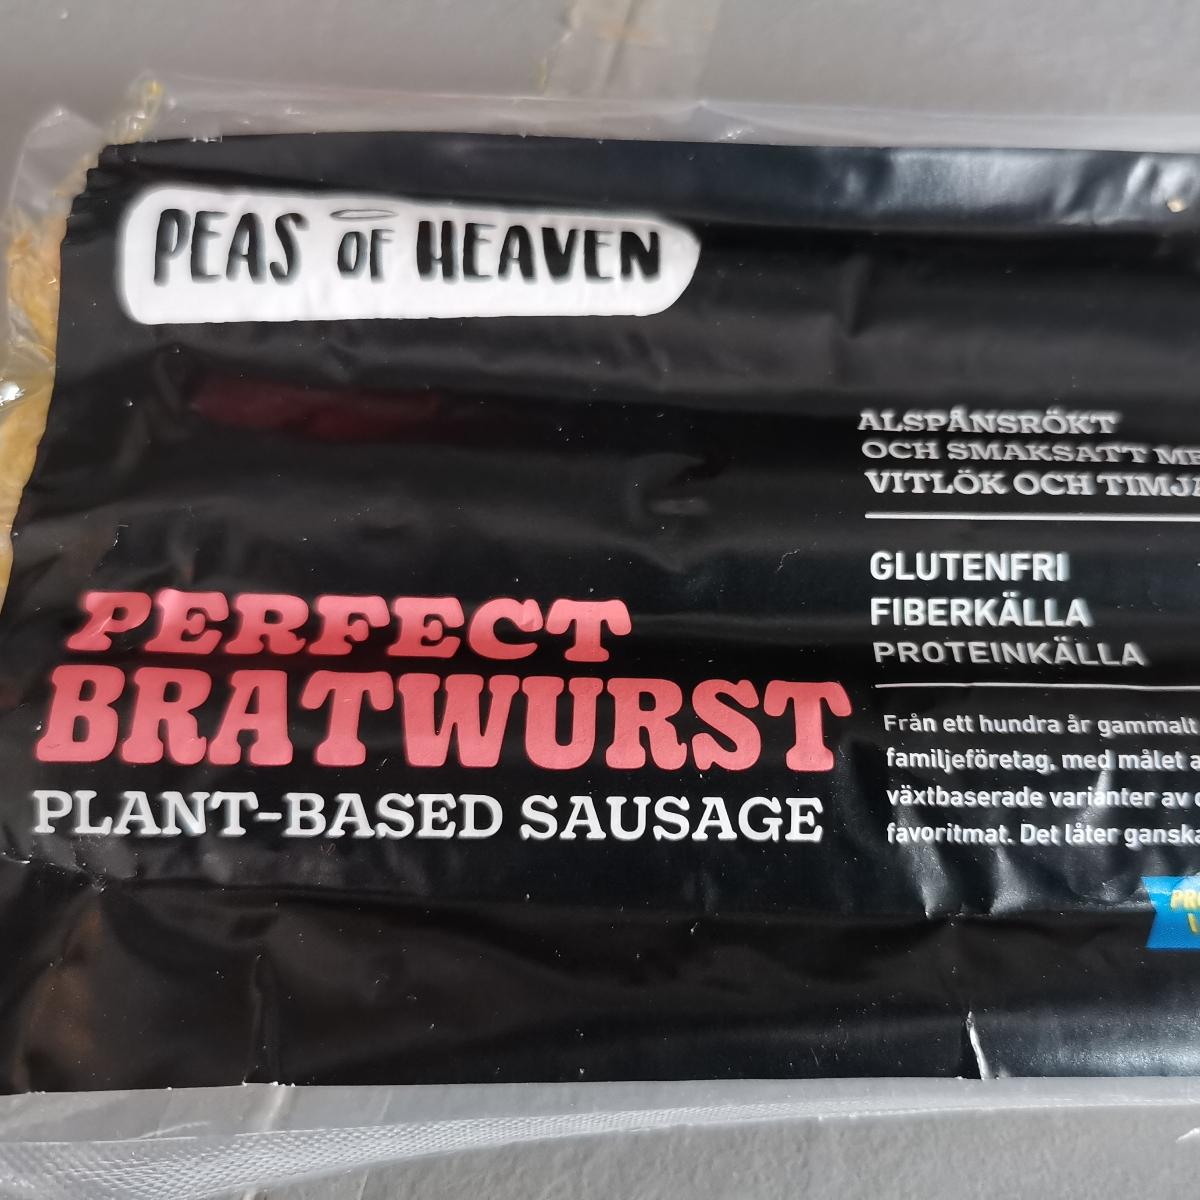 PEAS OF HEAVEN
PERFECT
BRATWURST
PLANT-BASED SAUSAGE
ALSPÅNSRÖKT
OCH SMAKSATT
VITLÖK OCH
GLUTENFRI
FIBERKÄLLA
PROTEINKÄLLA
Från ett hundra år gammalt
familjeföretag, med målet
växtbaserade varianter av
favoritmat. Det låter